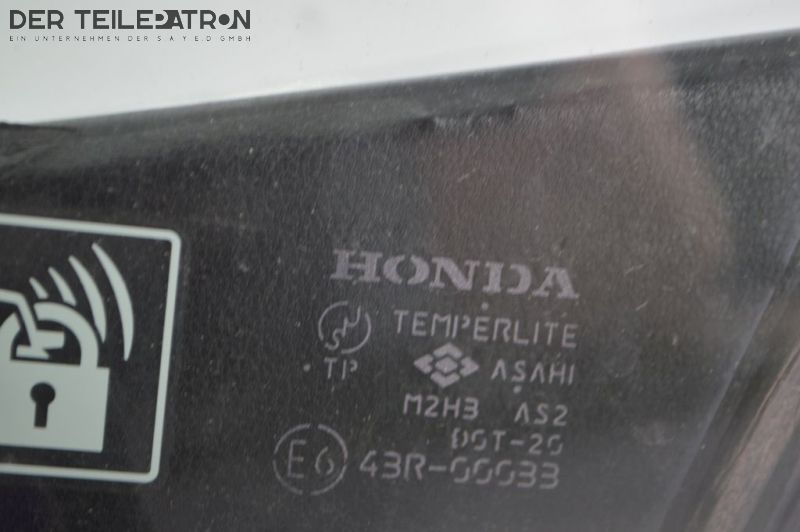 DER TEILEPATRON
EIN UNTERNEHMEN DER S A Y E.D GMBH
HONDA
TEMPERLITE
TP
ASAHI
M2H3 AS2
DOT-20
E6 43R-00033